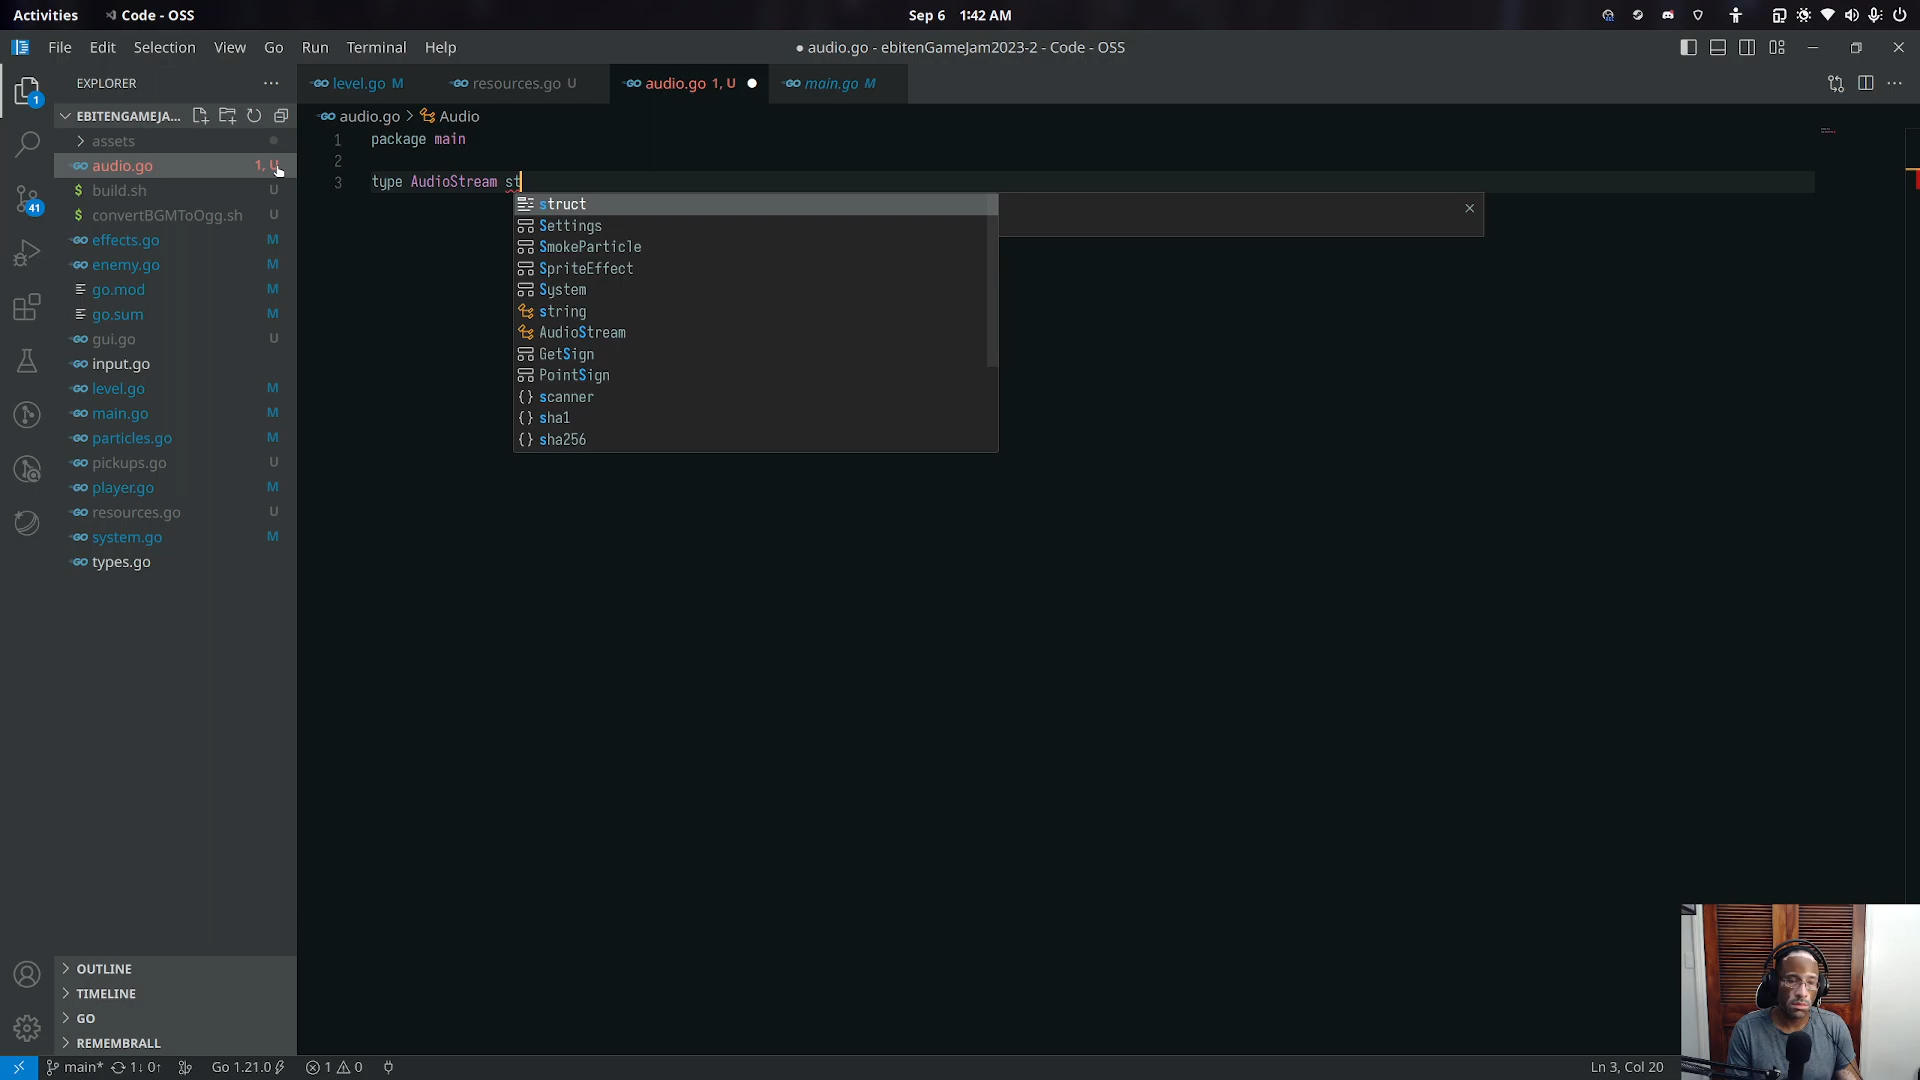 Activities
Code - OSS
Sep 6 1:42 AM
File Edit Selection View Go Run Terminal Help
● audio.go - ebitenGameJam2023-2 - Code - OSS
EXPLORER
level.go M
resources.go U
audio.go 1, U
main.go M
EBITENGAMEJA...
audio.go > Audio
assets
audio.go 1, U
build.sh U
convertBGMToOgg.sh U
effects.go M
enemy.go M
go.mod M
go.sum M
gui.go U
input.go
level.go M
main.go M
particles.go M
pickups.go U
player.go M
resources.go U
system.go M
types.go
1
41
OUTLINE
TIMELINE
GO
REMEMBRALL
1 package main
2
3 type AudioStream st
struct
Settings
SmokeParticle
SpriteEffect
System
string
AudioStream
GetSign
PointSign
scanner
sha1
sha256
main* 1↓ 0↑
Go 1.21.0
1 0
Ln 3, Col 20